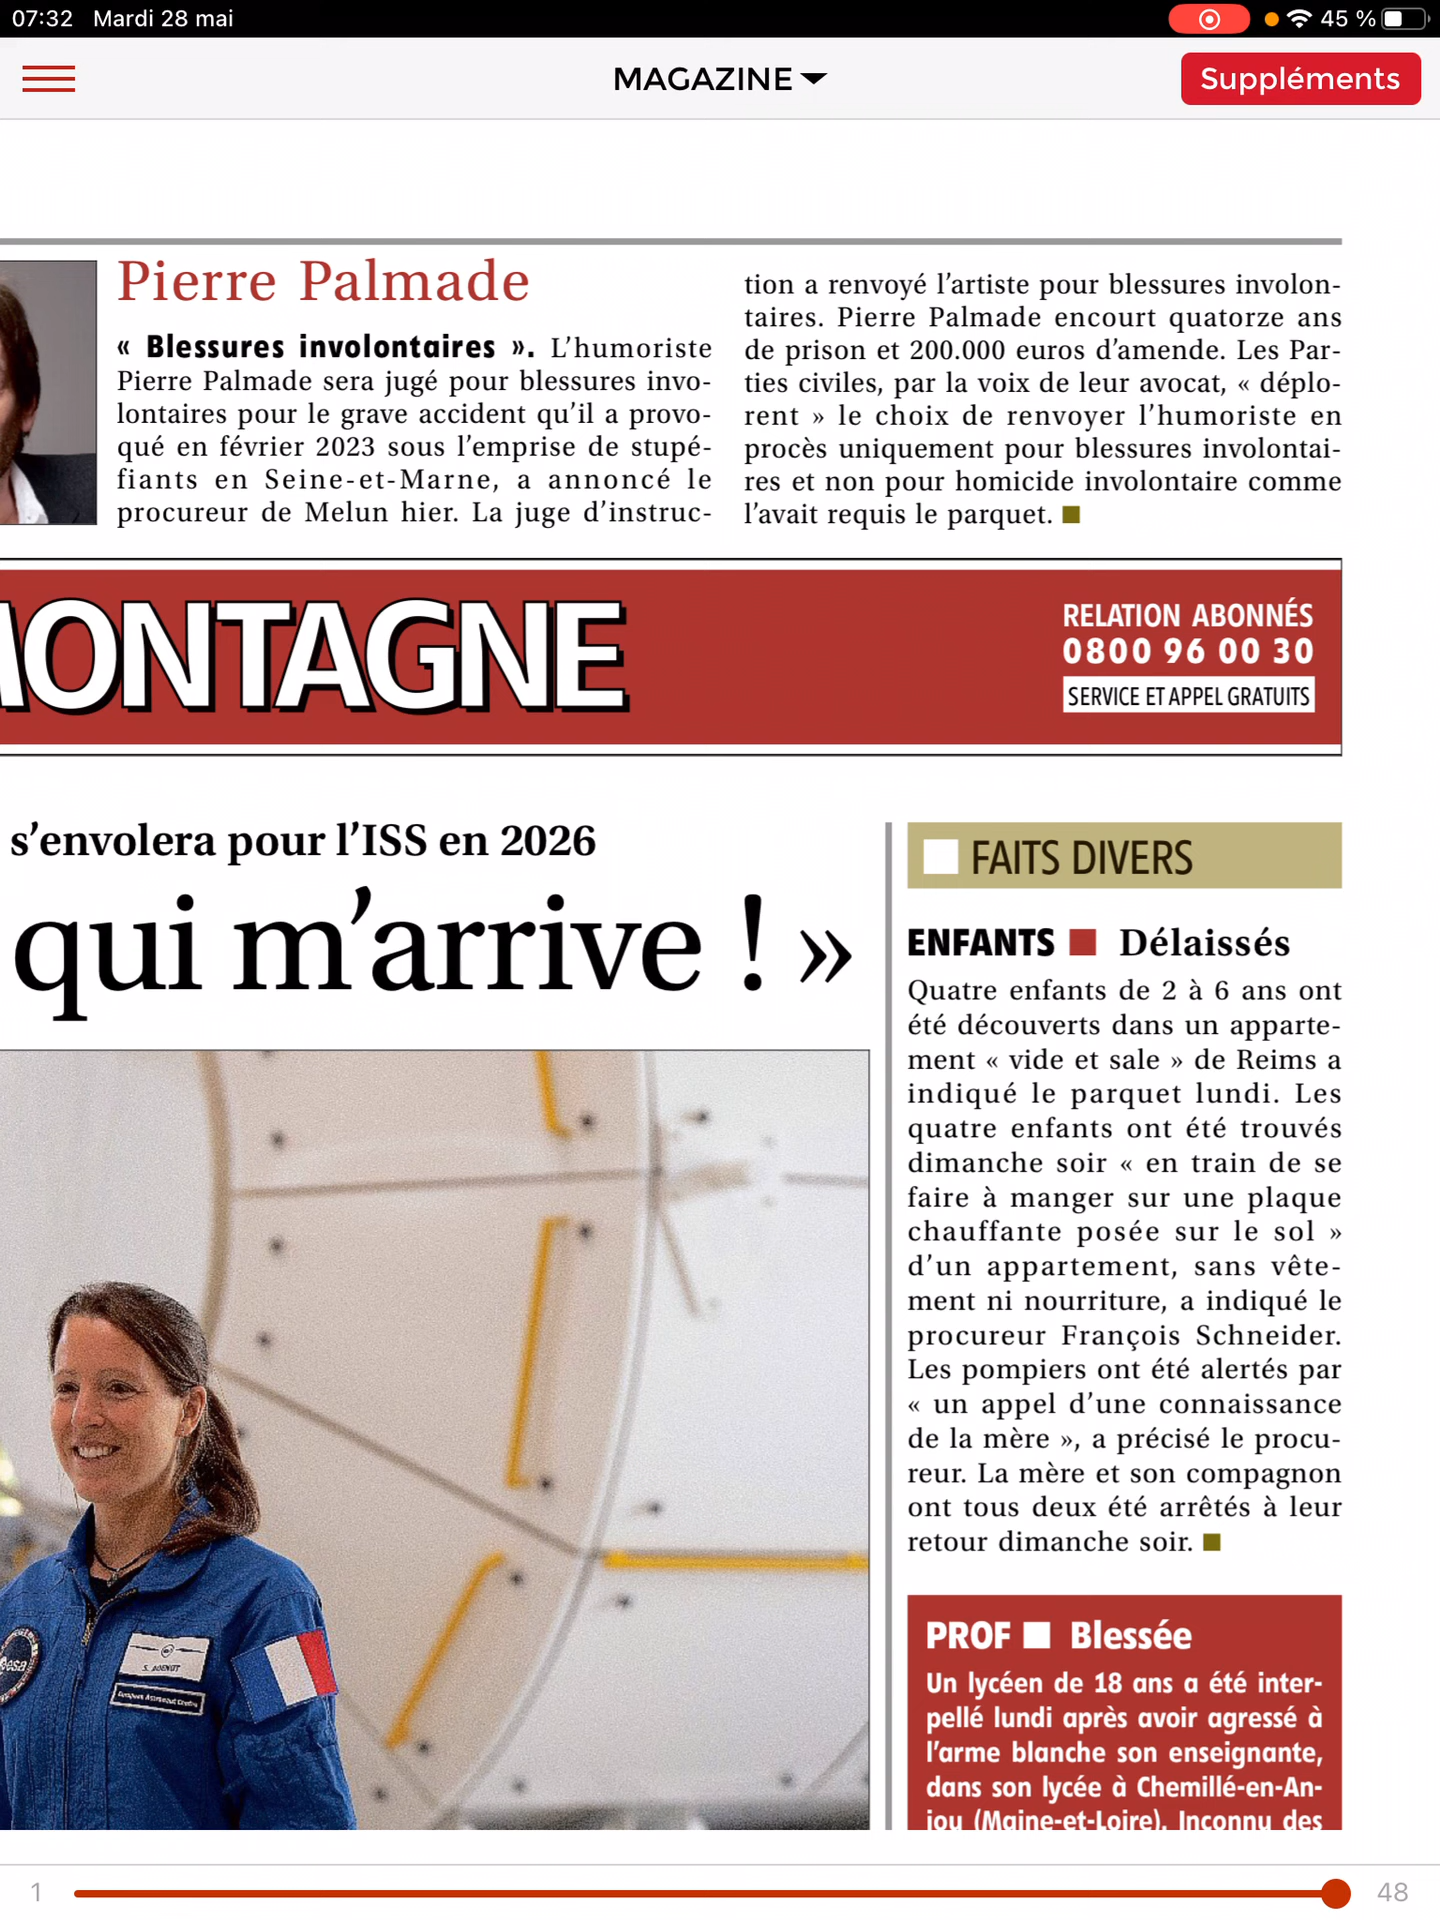 07:32 Mardi 28 mai
45 %
MAGAZINE
Suppléments
Pierre Palmade
« Blessures involontaires ». L’humoriste
Pierre Palmade sera jugé pour blessures invo-
lontaires pour le grave accident qu’il a provo-
qué en février 2023 sous l’emprise de stupé-
fiants en Seine-et-Marne, a annoncé le
procureur de Melun hier. La juge d’instruc-
tion a renvoyé l’artiste pour blessures involon-
taires. Pierre Palmade encourt quatorze ans
de prison et 200.000 euros d’amende. Les Par-
ties civiles, par la voix de leur avocat, « déplo-
rent » le choix de renvoyer l’humoriste en
procès uniquement pour blessures involontai-
res et non pour homicide involontaire comme
l’avait requis le parquet.
MONTAGNE
RELATION ABONNÉS
0800 96 00 30
SERVICE ET APPEL GRATUITS
s’envolera pour l’ISS en 2026
qui m’arrive ! »
esa
S. ADENOT
European Astronaut Centre
FAITS DIVERS
ENFANTS ■ Délaissés
Quatre enfants de 2 à 6 ans ont
été découverts dans un apparte-
ment « vide et sale » de Reims a
indiqué le parquet lundi. Les
quatre enfants ont été trouvés
dimanche soir « en train de se
faire à manger sur une plaque
chauffante posée sur le sol »
d’un appartement, sans vête-
ment ni nourriture, a indiqué le
procureur François Schneider.
Les pompiers ont été alertés par
« un appel d’une connaissance
de la mère », a précisé le procu-
reur. La mère et son compagnon
ont tous deux été arrêtés à leur
retour dimanche soir.
PROF ■ Blessée
Un lycéen de 18 ans a été inter-
pellé lundi après avoir agressé à
l’arme blanche son enseignante,
dans son lycée à Chemillé-en-An-
jou (Maine-et-Loire). Inconnu des
1
48